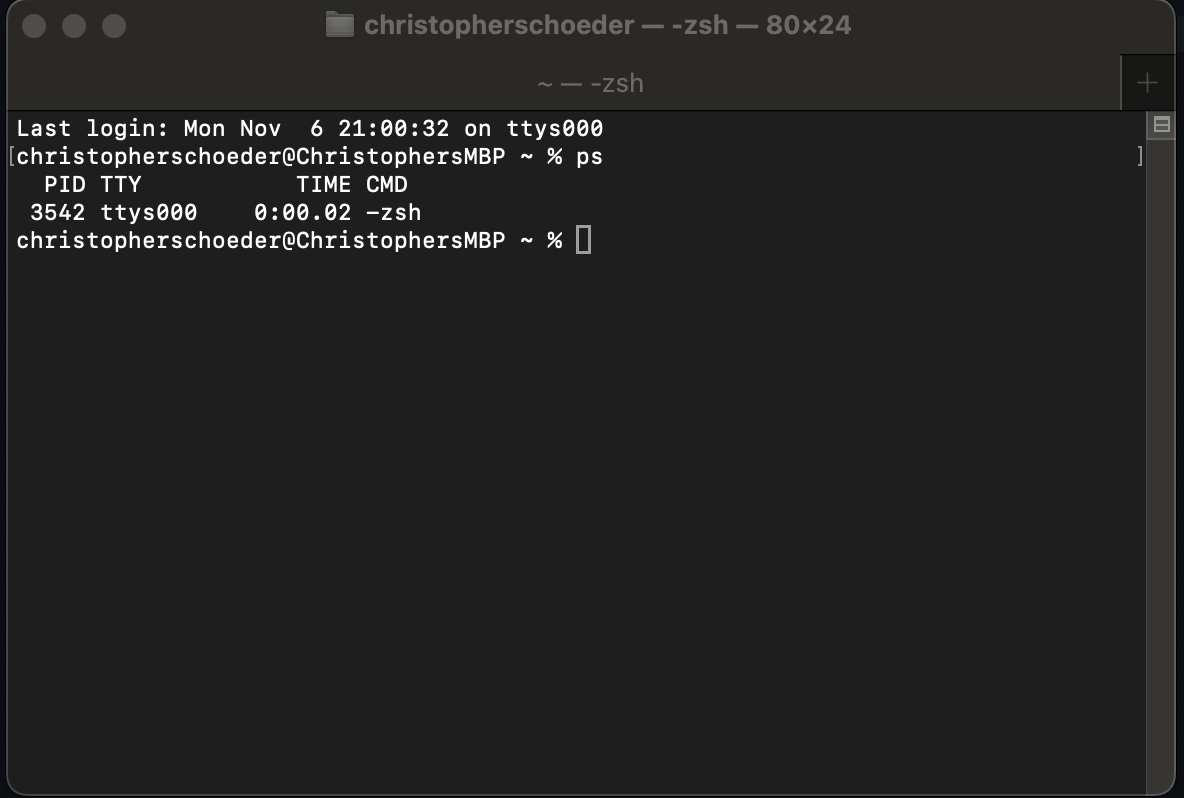 christopherschoeder — -zsh — 80×24
~ — -zsh
+
Last login: Mon Nov  6 21:00:32 on ttys000
[christopherschoeder@ChristophersMBP ~ % ps                                     ]
  PID TTY           TIME CMD
 3542 ttys000    0:00.02 -zsh
christopherschoeder@ChristophersMBP ~ %